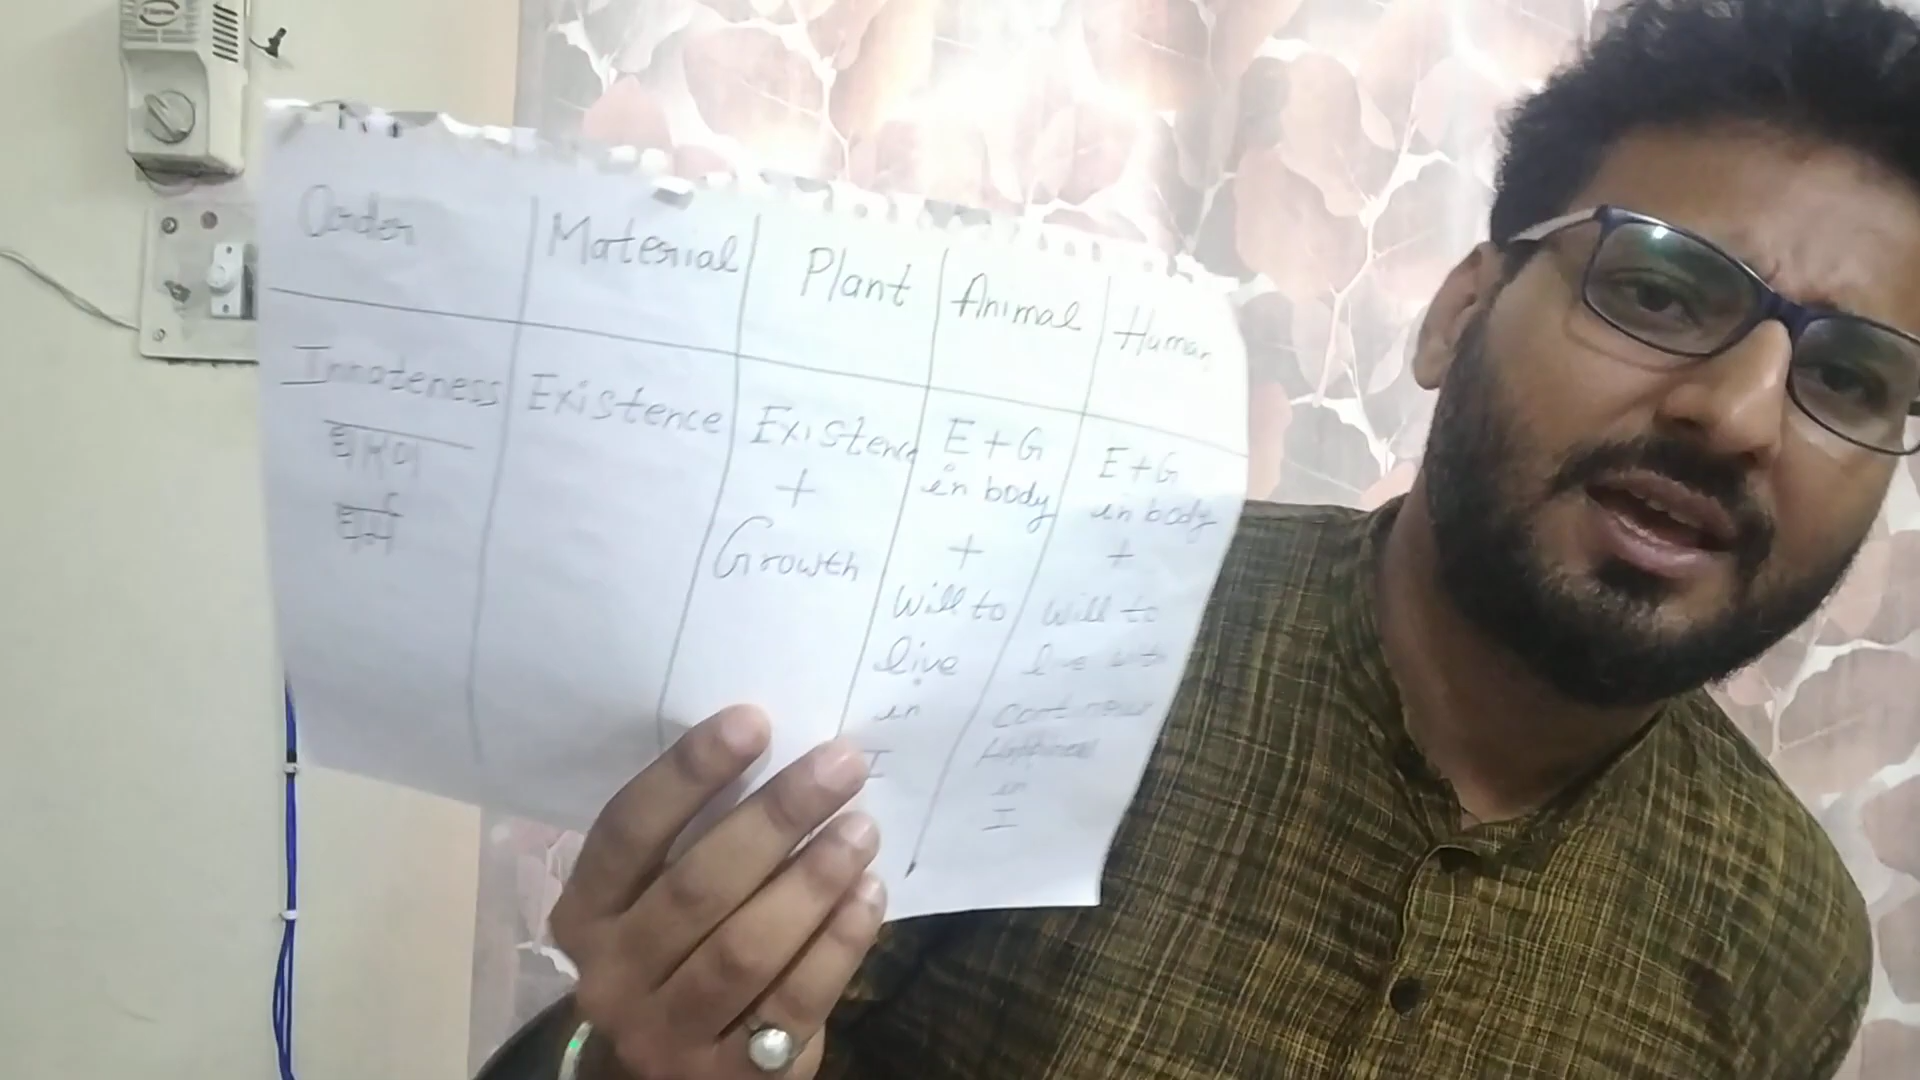 Order Material Plant Animal Human
Innateness Existence Existence E+G E+G
धारणा in body in body
धर्म + + +
Growth Will to will to
live live with
in continuous
I Happiness
in
I